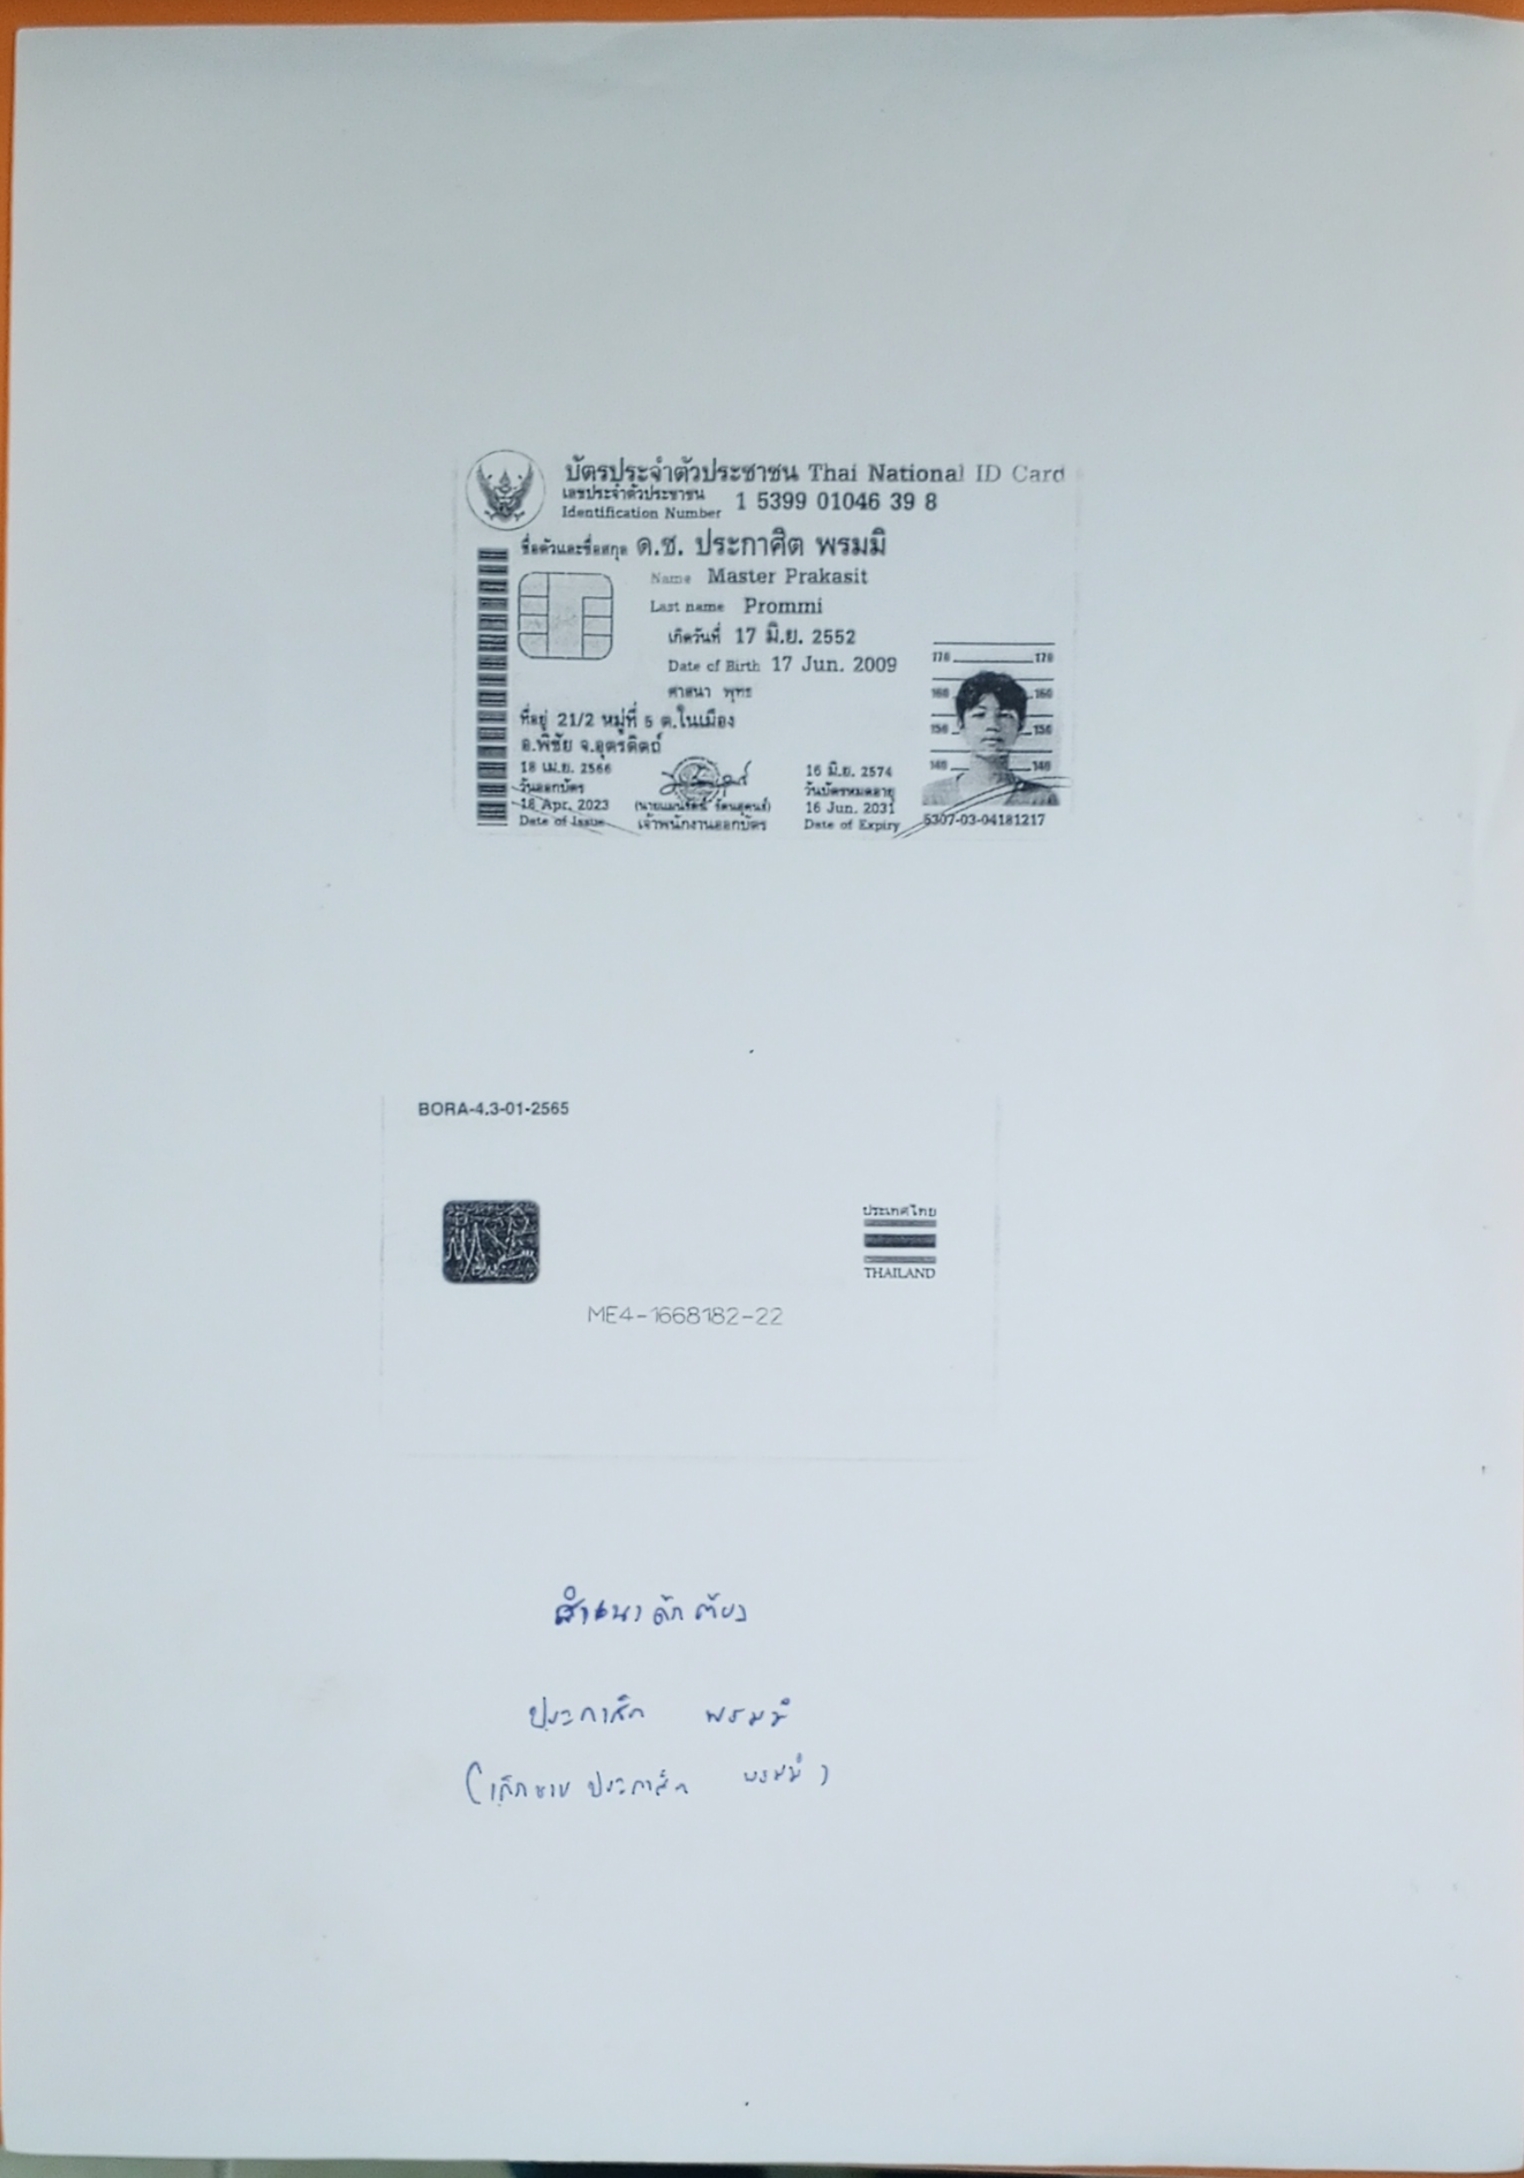 บัตรประจำตัวประชาชน Thai National ID Card
เลขประจำตัวประชาชน
Identification Number 1 5399 01046 39 8
ชื่อตัวและชื่อสกุล ด.ช. ประกาศิต พรมมิ
Name Master Prakasit
Last name Prommi
เกิดวันที่ 17 มิ.ย. 2552
Date of Birth 17 Jun. 2009
ศาสนา พุทธ
ที่อยู่ 21/2 หมู่ที่ 5 ต.ในเมือง
อ.พิชัย จ.อุตรดิตถ์
18 เม.ย. 2566
วันออกบัตร
18 Apr. 2023
Date of Issue
เจ้าพนักงานออกบัตร
16 มิ.ย. 2574
วันบัตรหมดอายุ
16 Jun. 2031
Date of Expiry
170 170
160 160
150 150
140 140
5307-03-04181217
BORA-4.3-01-2565
ประเทศไทย
THAILAND
ME4-1668182-22
สำเนาถูกต้อง
ประกาศิต พรมมิ
(เด็กชาย ประกาศิต พรมมิ)